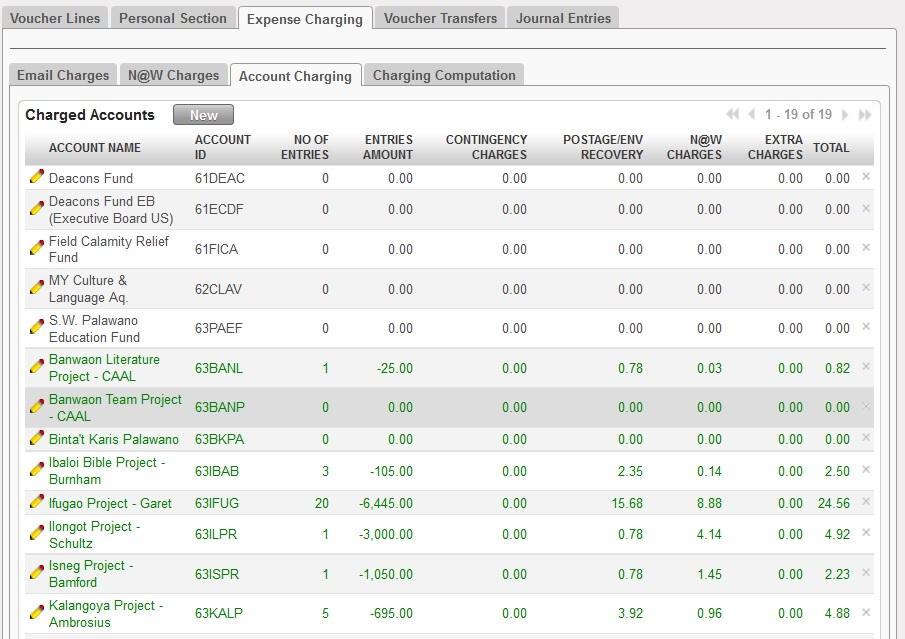 Voucher Lines Personal Section Expense Charging Voucher Transfers Journal Entries
Email Charges N@W Charges Account Charging Charging Computation
Charged Accounts New 1 - 19 of 19
ACCOUNT NAME ACCOUNT ID NO OF ENTRIES ENTRIES AMOUNT CONTINGENCY CHARGES POSTAGE/ENV RECOVERY N@W CHARGES EXTRA CHARGES TOTAL
Deacons Fund 61DEAC 0 0.00 0.00 0.00 0.00 0.00 0.00
Deacons Fund EB (Executive Board US) 61ECDF 0 0.00 0.00 0.00 0.00 0.00 0.00
Field Calamity Relief Fund 61FICA 0 0.00 0.00 0.00 0.00 0.00 0.00
MY Culture & Language Aq. 62CLAV 0 0.00 0.00 0.00 0.00 0.00 0.00
S.W. Palawano Education Fund 63PAEF 0 0.00 0.00 0.00 0.00 0.00 0.00
Banwaon Literature Project - CAAL 63BANL 1 -25.00 0.00 0.78 0.03 0.00 0.82
Banwaon Team Project - CAAL 63BANP 0 0.00 0.00 0.00 0.00 0.00 0.00
Binta't Karis Palawano 63BKPA 0 0.00 0.00 0.00 0.00 0.00 0.00
Ibaloi Bible Project - Burnham 63IBAB 3 -105.00 0.00 2.35 0.14 0.00 2.50
Ifugao Project - Garet 63IFUG 20 -6,445.00 0.00 15.68 8.88 0.00 24.56
Ilongot Project - Schultz 63ILPR 1 -3,000.00 0.00 0.78 4.14 0.00 4.92
Isneg Project - Bamford 63ISPR 1 -1,050.00 0.00 0.78 1.45 0.00 2.23
Kalangoya Project - Ambrosius 63KALP 5 -695.00 0.00 3.92 0.96 0.00 4.88